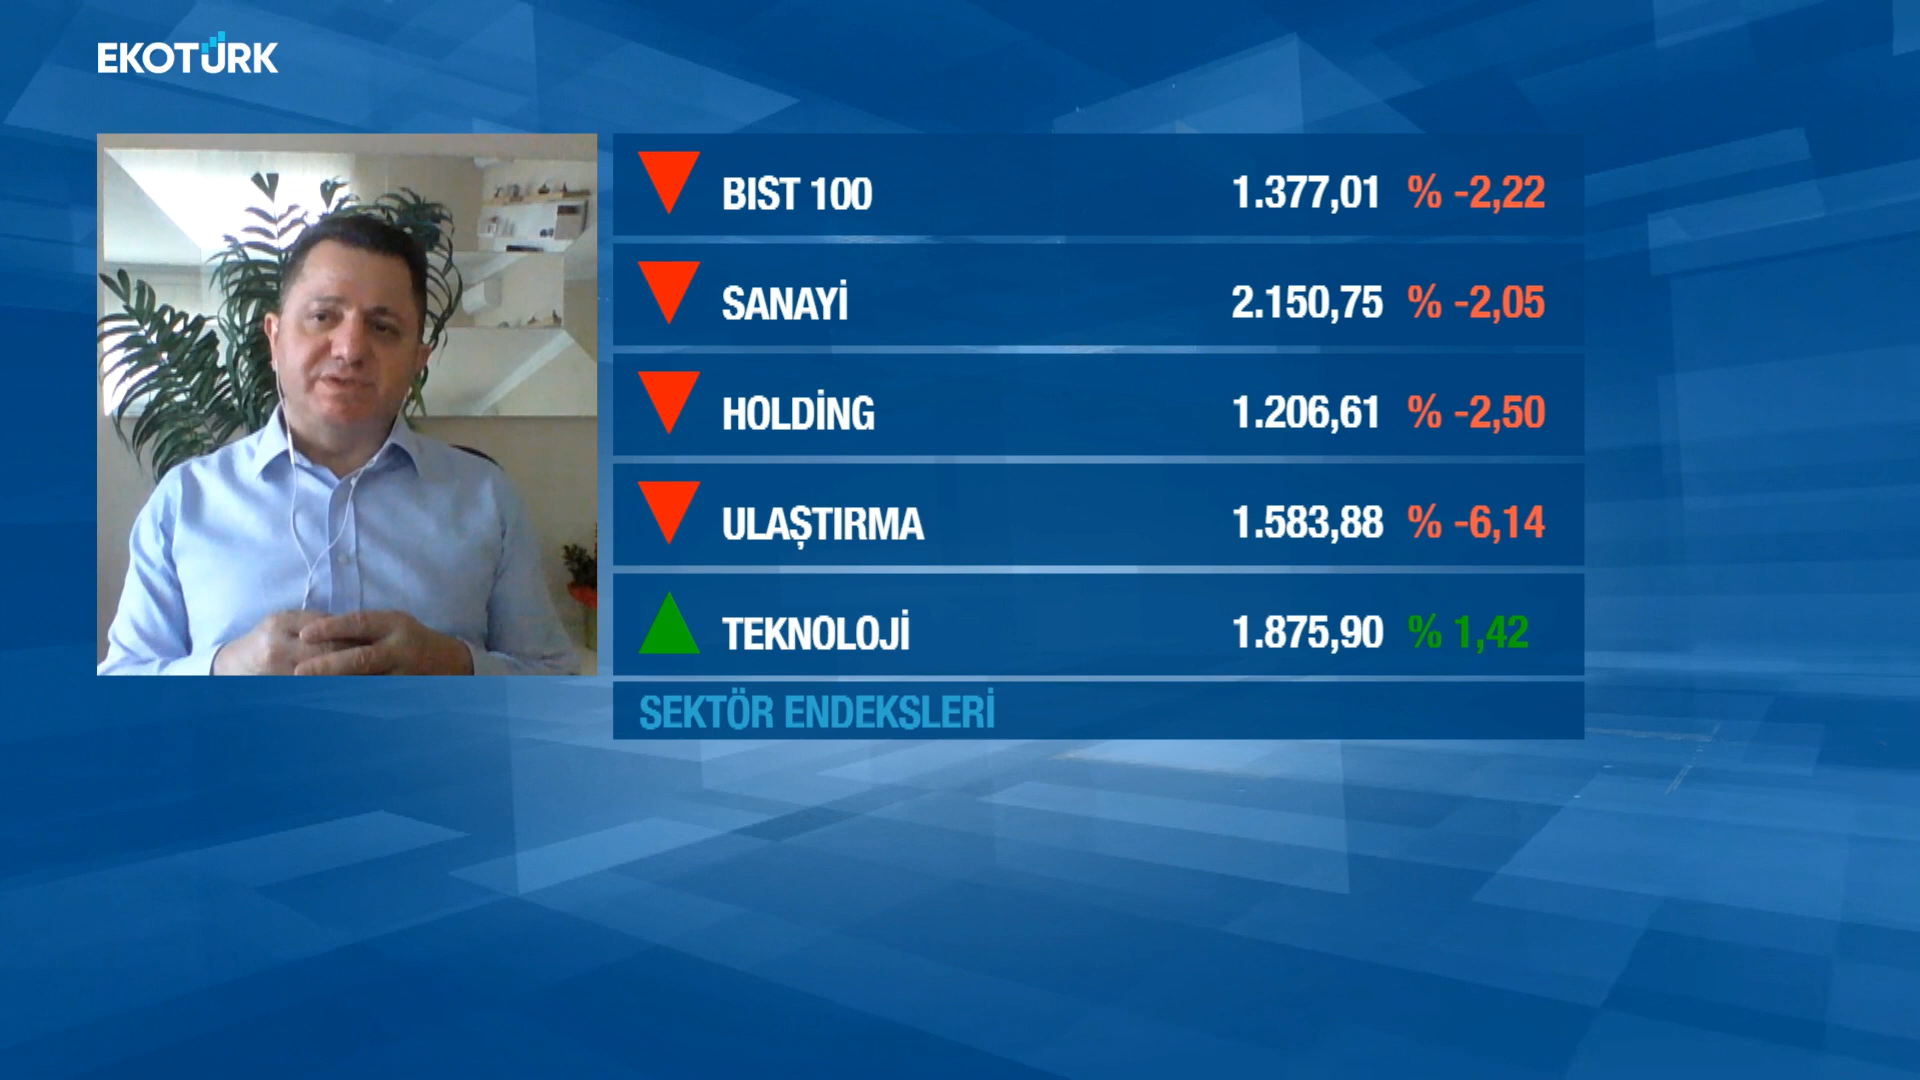 EKOTÜRK
BIST 100 1.377,01 % -2,22
SANAYİ 2.150,75 % -2,05
HOLDİNG 1.206,61 % -2,50
ULAŞTIRMA 1.583,88 % -6,14
TEKNOLOJİ 1.875,90 % 1,42
SEKTÖR ENDEKSLERİ